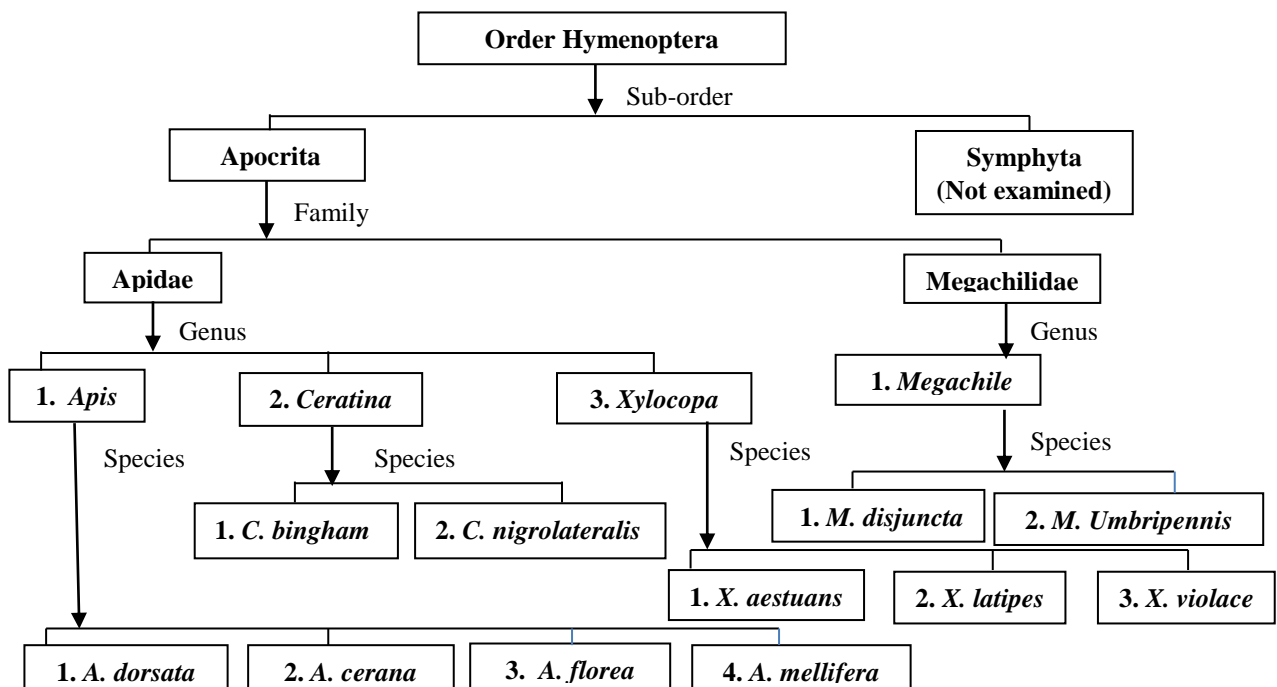 Order Hymenoptera
Sub-order
Apocrita
Symphyta
(Not examined)
Family
Apidae
Megachilidae
Genus
Genus
1. Apis
2. Ceratina
3. Xylocopa
1. Megachile
Species
Species
Species
Species
1. C. bingham
2. C. nigrolateralis
1. M. disjuncta
2. M. Umbripennis
1. X. aestuans
2. X. latipes
3. X. violace
1. A. dorsata
2. A. cerana
3. A. florea
4. A. mellifera